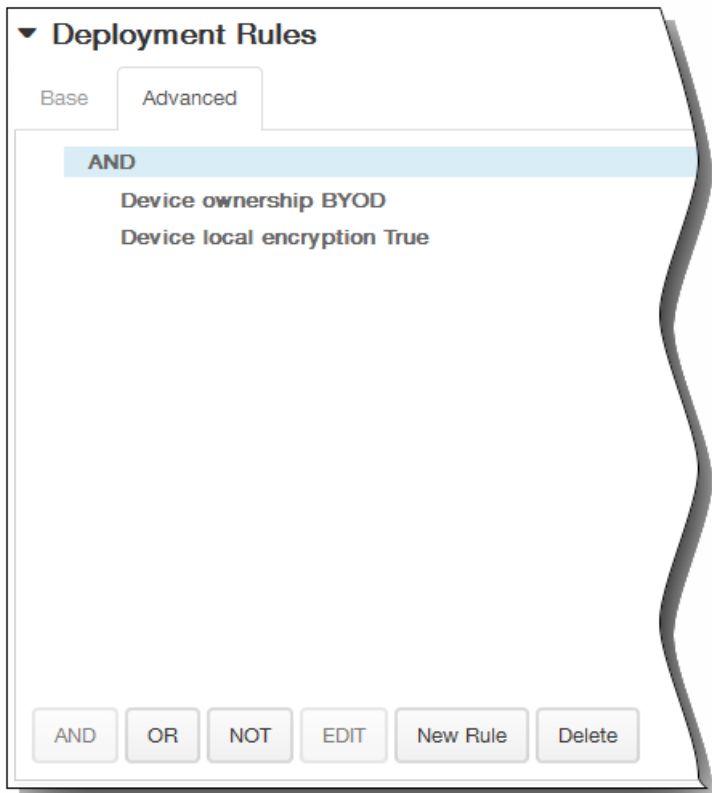 Deployment Rules
Base Advanced
AND
Device ownership BYOD
Device local encryption True
AND OR NOT EDIT New Rule Delete